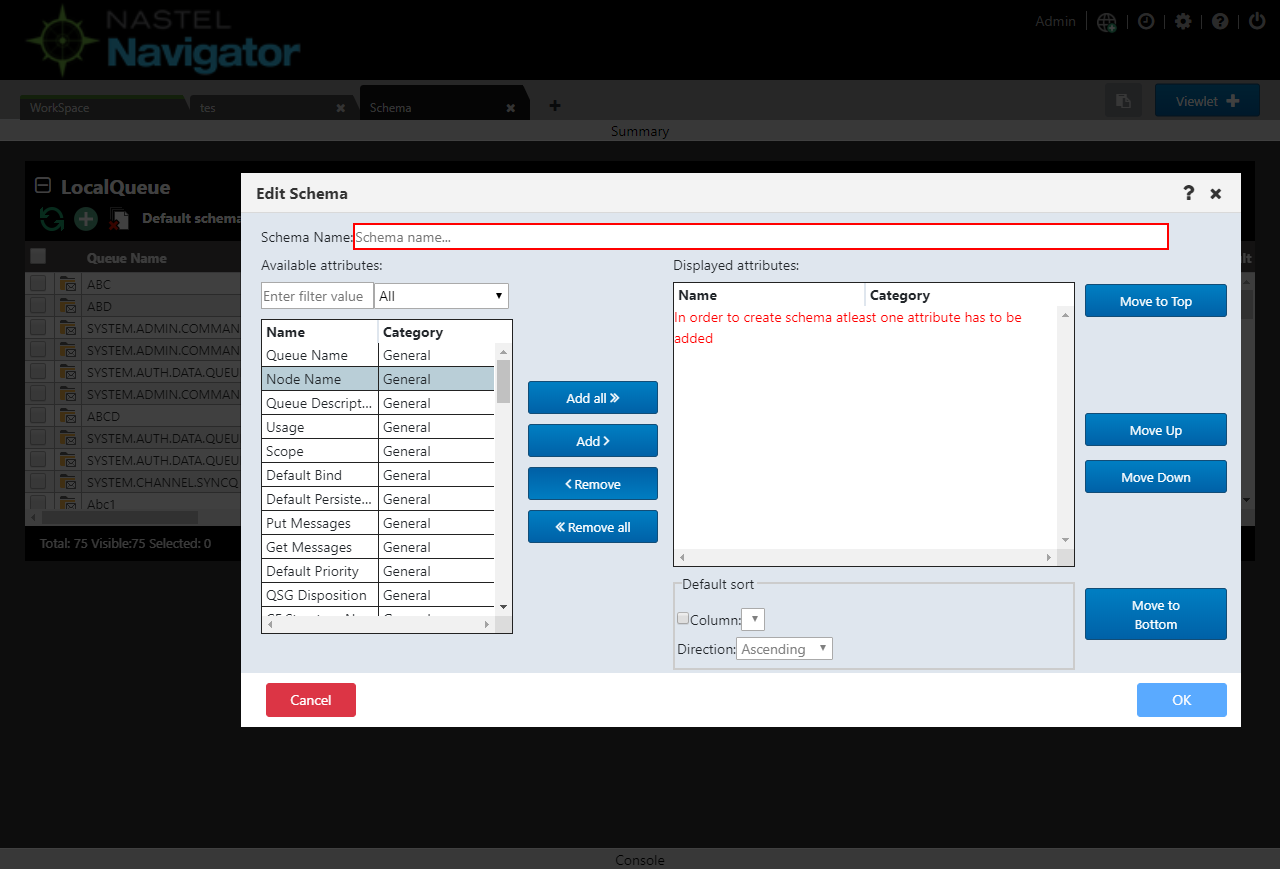 NASTEL
Navigator
Admin
WorkSpace
tes
Schema
Viewlet
Summary
LocalQueue
Default schema
Queue Name
ABC
ABD
SYSTEM.ADMIN.COMMAN
SYSTEM.ADMIN.COMMAN
SYSTEM.AUTH.DATA.QUEU
SYSTEM.ADMIN.COMMAN
ABCD
SYSTEM.AUTH.DATA.QUEU
SYSTEM.AUTH.DATA.QUEU
SYSTEM.CHANNEL.SYNCQ
Abc1
Total: 75 Visible:75 Selected: 0
Edit Schema
Schema Name:
Schema name...
Available attributes:
Enter filter value
All
Name Category
Queue Name General
Node Name General
Queue Descript... General
Usage General
Scope General
Default Bind General
Default Persiste... General
Put Messages General
Get Messages General
Default Priority General
QSG Disposition General
Add all
Add
Remove
Remove all
Displayed attributes:
Name Category
In order to create schema atleast one attribute has to be
added
Move to Top
Move Up
Move Down
Move to
Bottom
Default sort
Column:
Direction: Ascending
Cancel
OK
Console